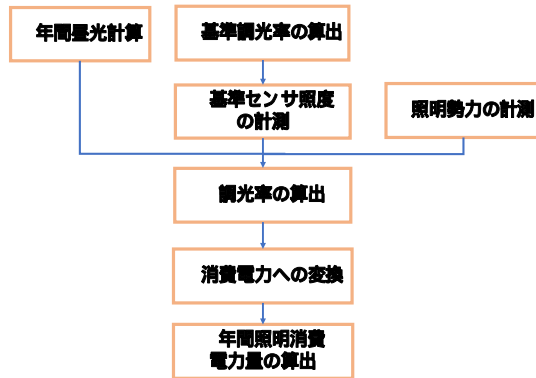 年間昼光計算
基準調光率の算出
基準センサ照度
の計測
照明勢力の計測
調光率の算出
消費電力への変換
年間照明消費
電力量の算出